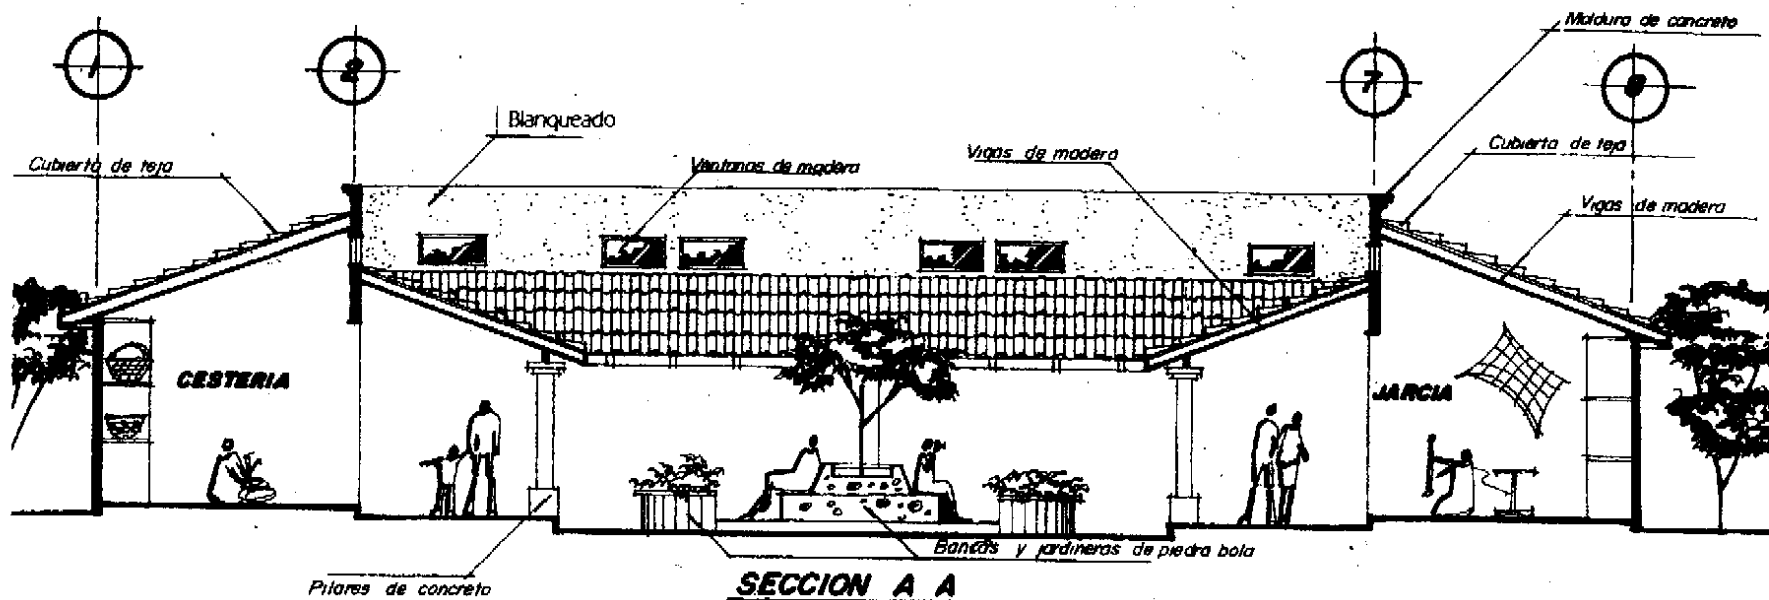 Moldura de concreto
1
2
7
8
Blanqueado
Cubierta de teja
Ventanas de madera
Vigas de madera
Cubierta de teja
Vigas de madera
CESTERIA
JARCIA
Bancas y jardineras de piedra bola
Pilares de concreto
SECCION A A